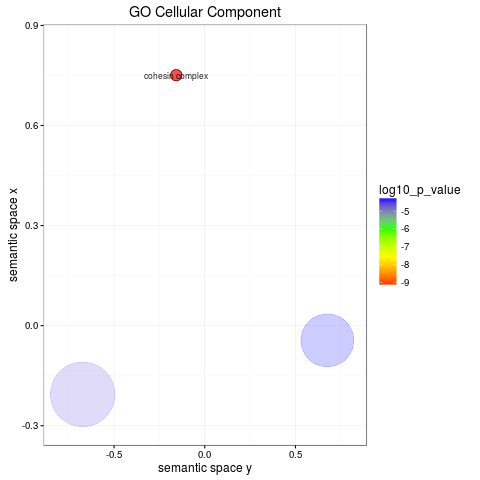 GO Cellular Component
0.9
0.6
0.3
0.0
-0.3
semantic space x
cohesin complex
-0.5
0.0
0.5
semantic space y
log10_p_value
-5
-6
-7
-8
-9